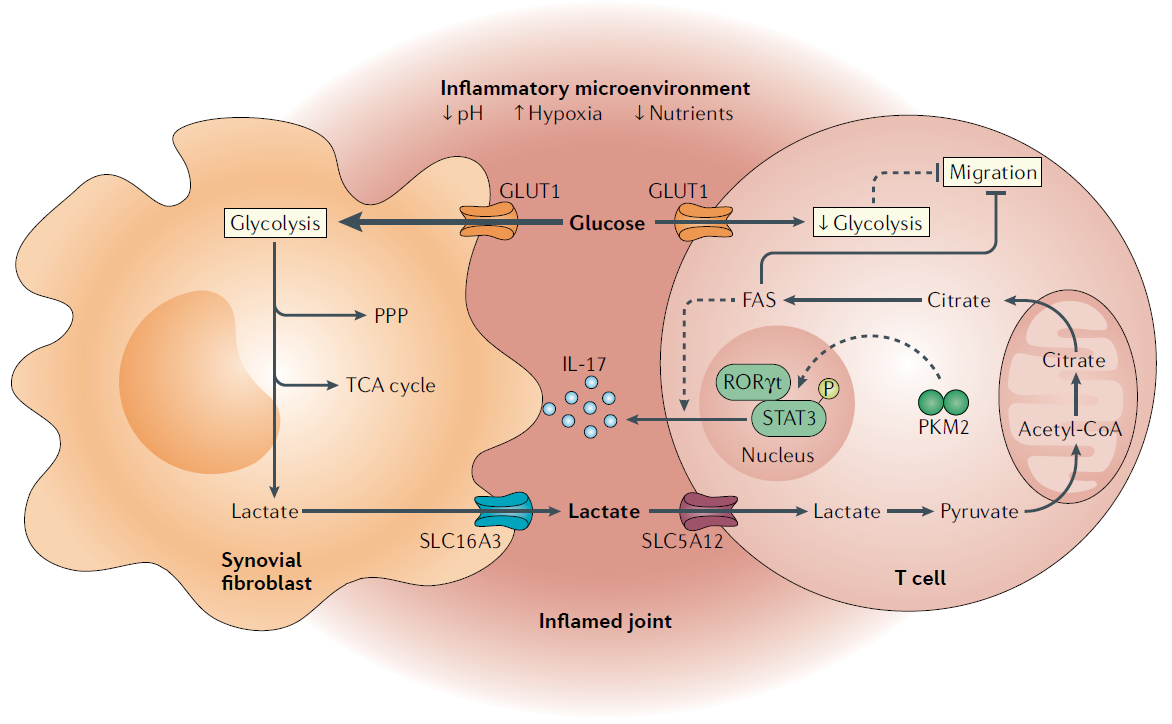 Inflammatory microenvironment
↓ pH ↑ Hypoxia ↓ Nutrients
GLUT1
GLUT1
Migration
Glycolysis
Glucose
↓ Glycolysis
PPP
FAS
Citrate
TCA cycle
IL-17
RORγt
P
STAT3
Nucleus
PKM2
Citrate
Acetyl-CoA
Lactate
Lactate
Lactate
Pyruvate
SLC16A3
SLC5A12
Synovial
fibroblast
T cell
Inflamed joint